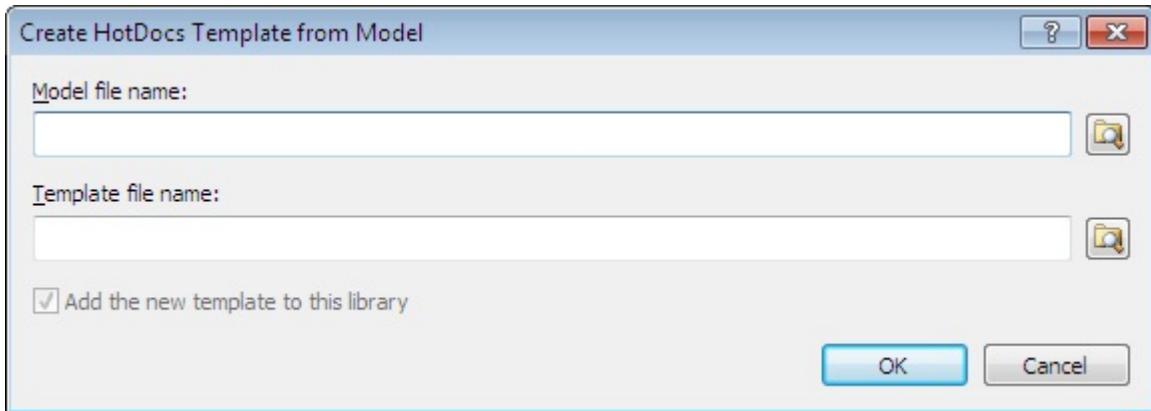 Create HotDocs Template from Model
Model file name:
Template file name:
Add the new template to this library
OK Cancel